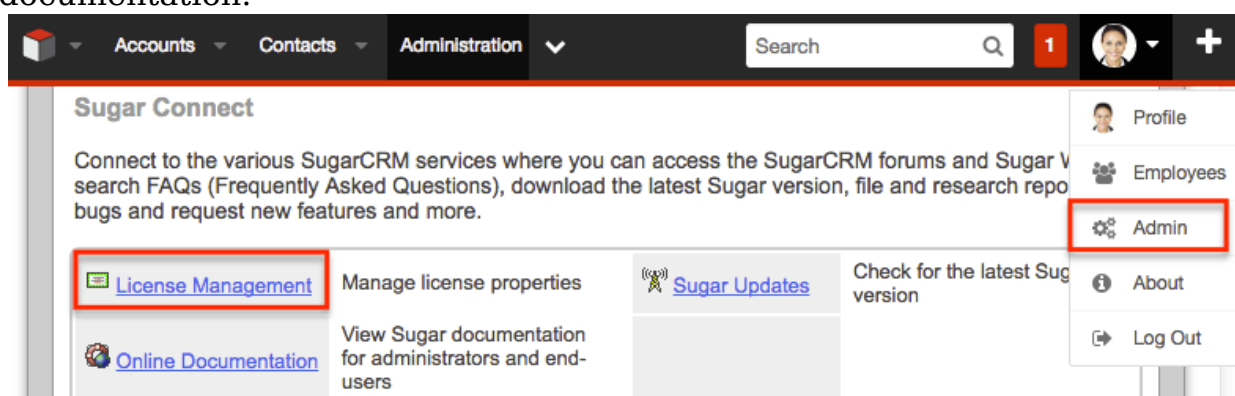 documentation.
Accounts Contacts Administration Search 1
Sugar Connect
Profile
Connect to the various SugarCRM services where you can access the SugarCRM forums and Sugar W
search FAQs (Frequently Asked Questions), download the latest Sugar version, file and research repo
bugs and request new features and more.
Employees
Admin
License Management Manage license properties Sugar Updates Check for the latest Sug
version
About
Online Documentation View Sugar documentation
for administrators and end-
users
Log Out